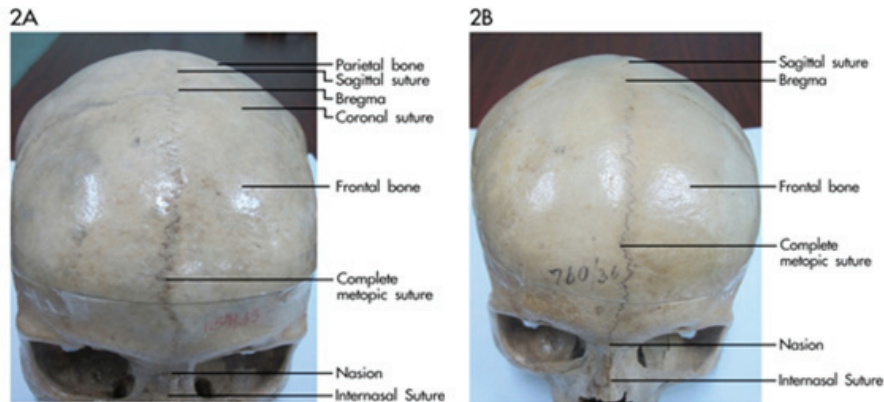 2A
Parietal bone
Sagittal suture
Bregma
Coronal suture
Frontal bone
Complete
metopic suture
Nasion
Internasal Suture
2B
Sagittal suture
Bregma
Frontal bone
Complete
metopic suture
760/36
Nasion
Internasal Suture